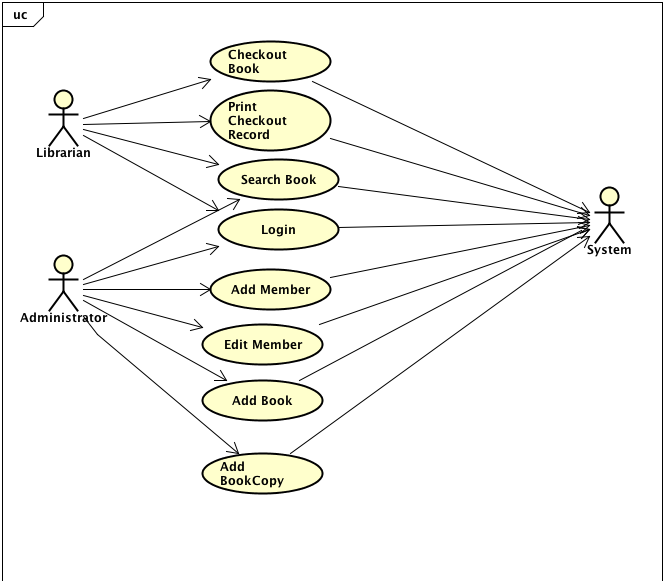 uc
Checkout
Book
Print
Checkout
Record
Librarian
Search Book
Login
System
Add Member
Administrator
Edit Member
Add Book
Add
BookCopy